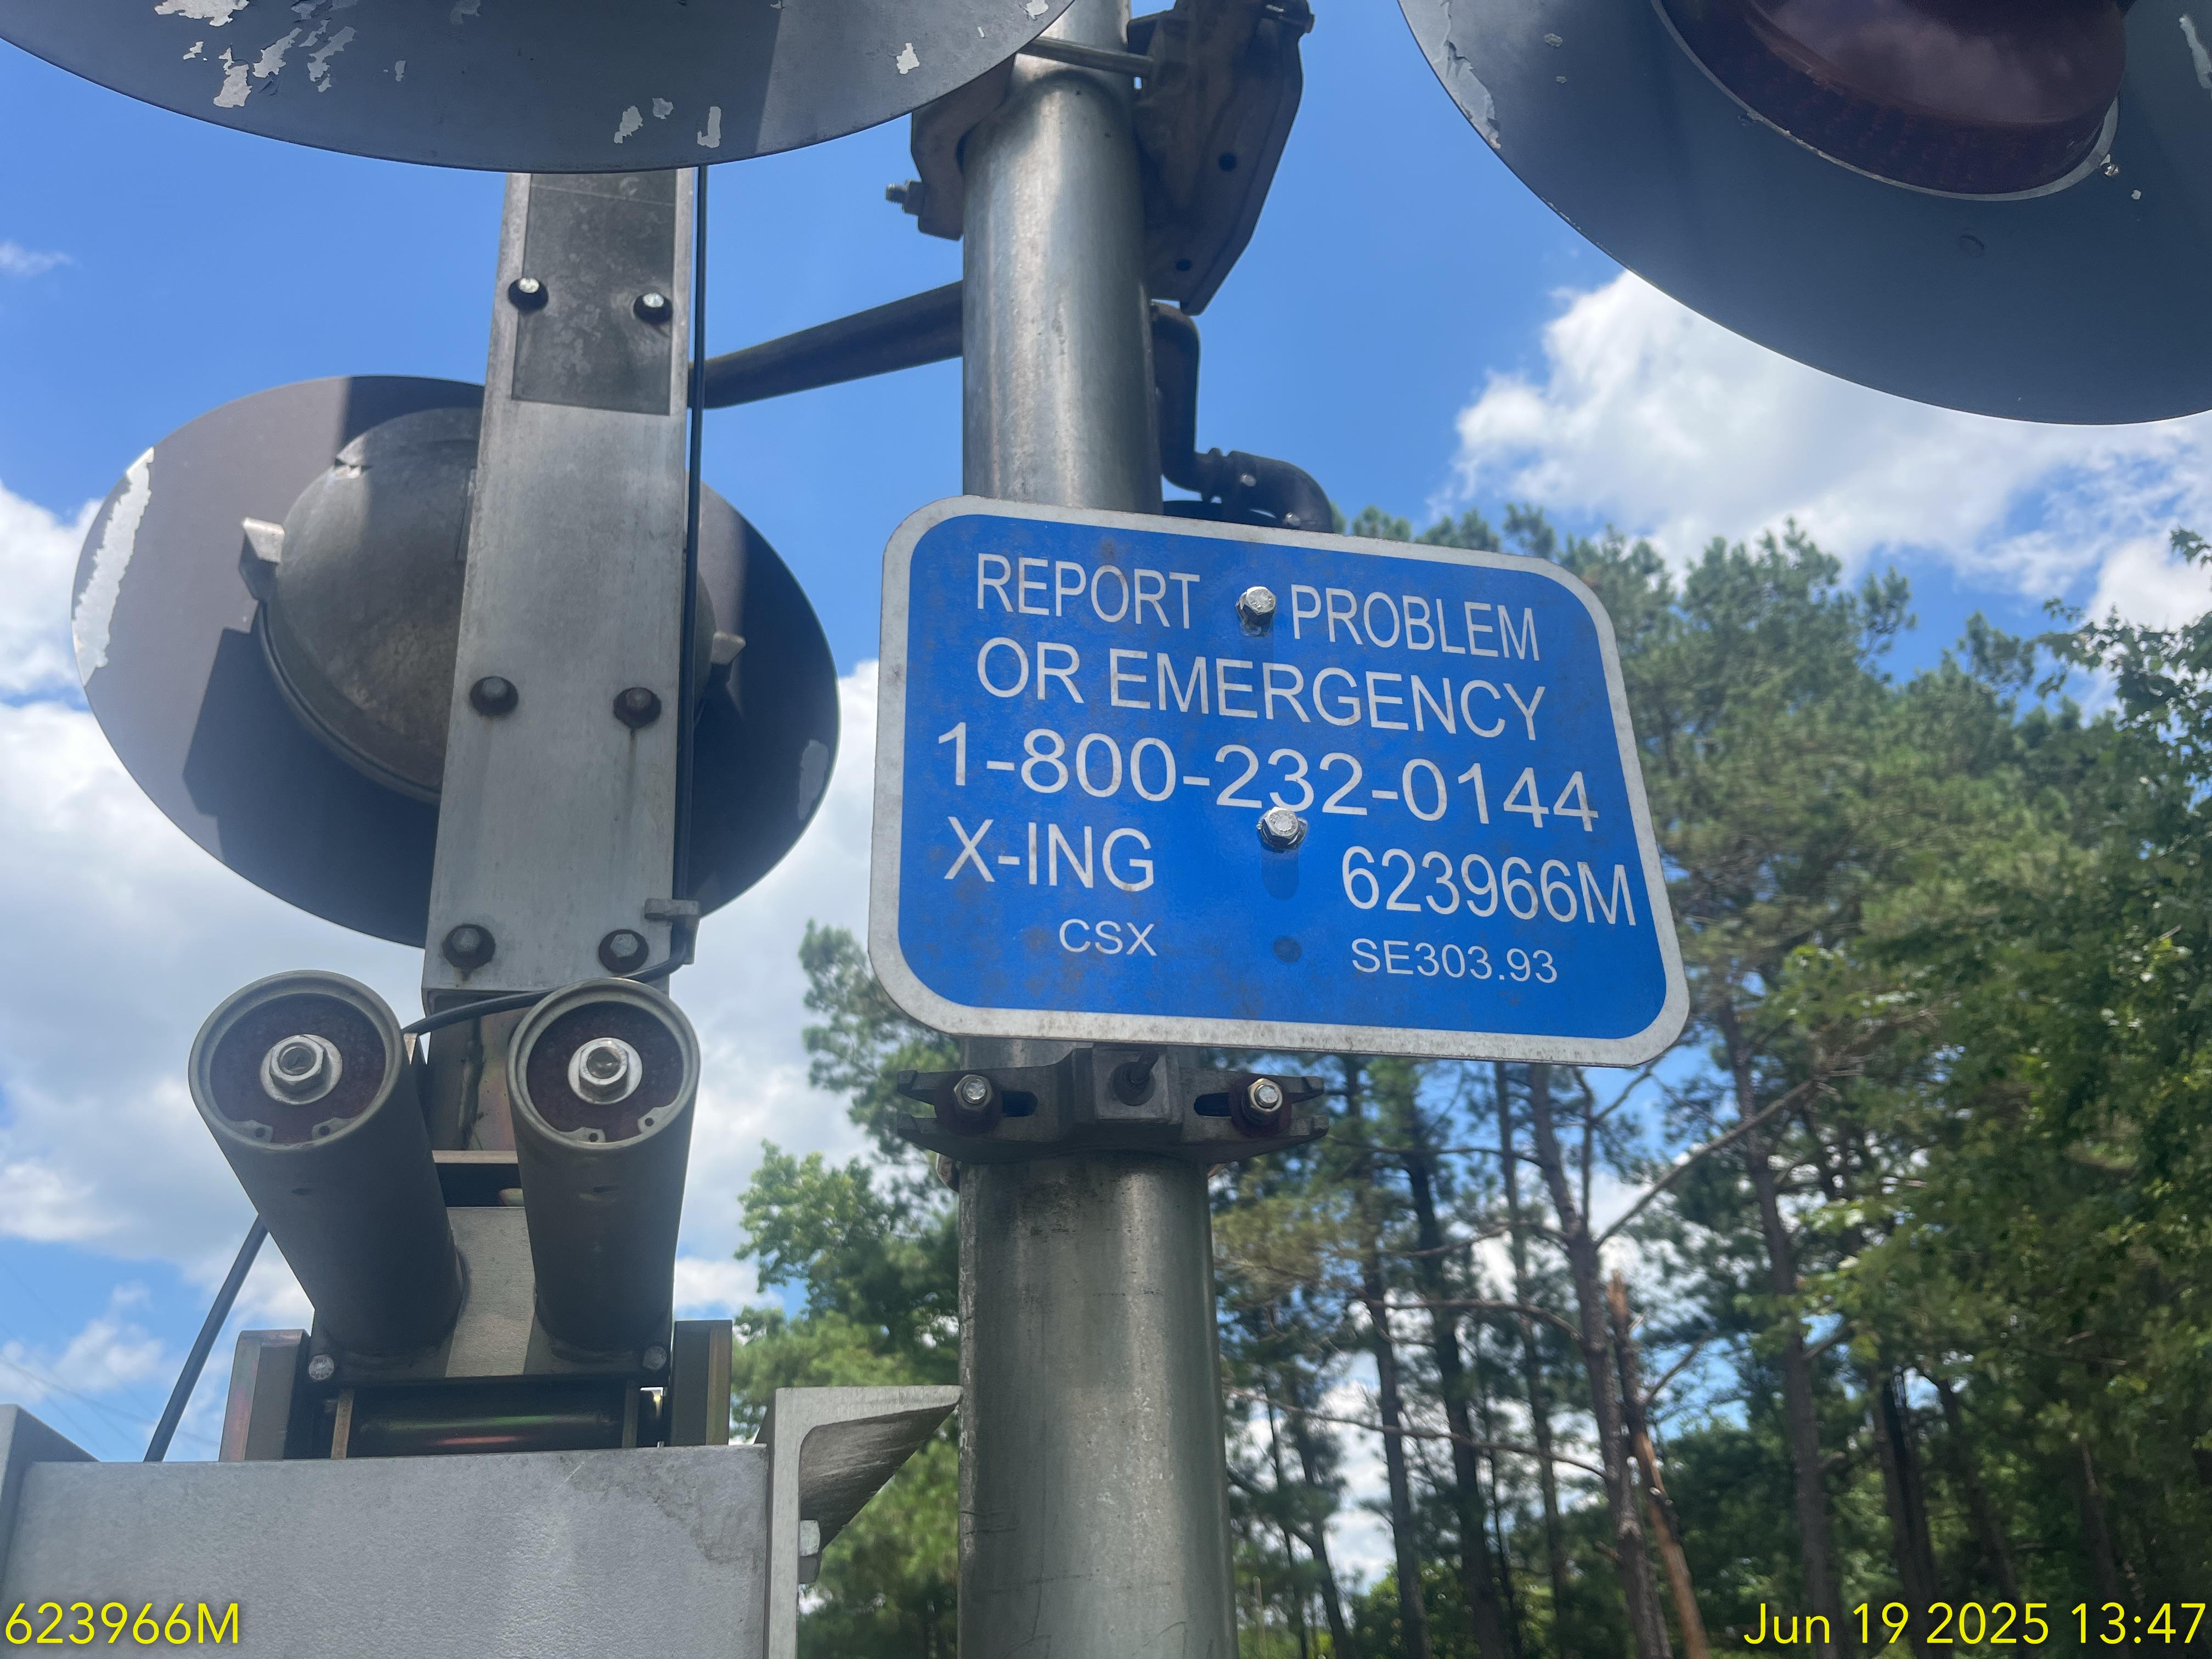 REPORT PROBLEM
OR EMERGENCY
1-800-232-0144
X-ING 623966M
CSX SE303.93
623966M
Jun 19 2025 13:47